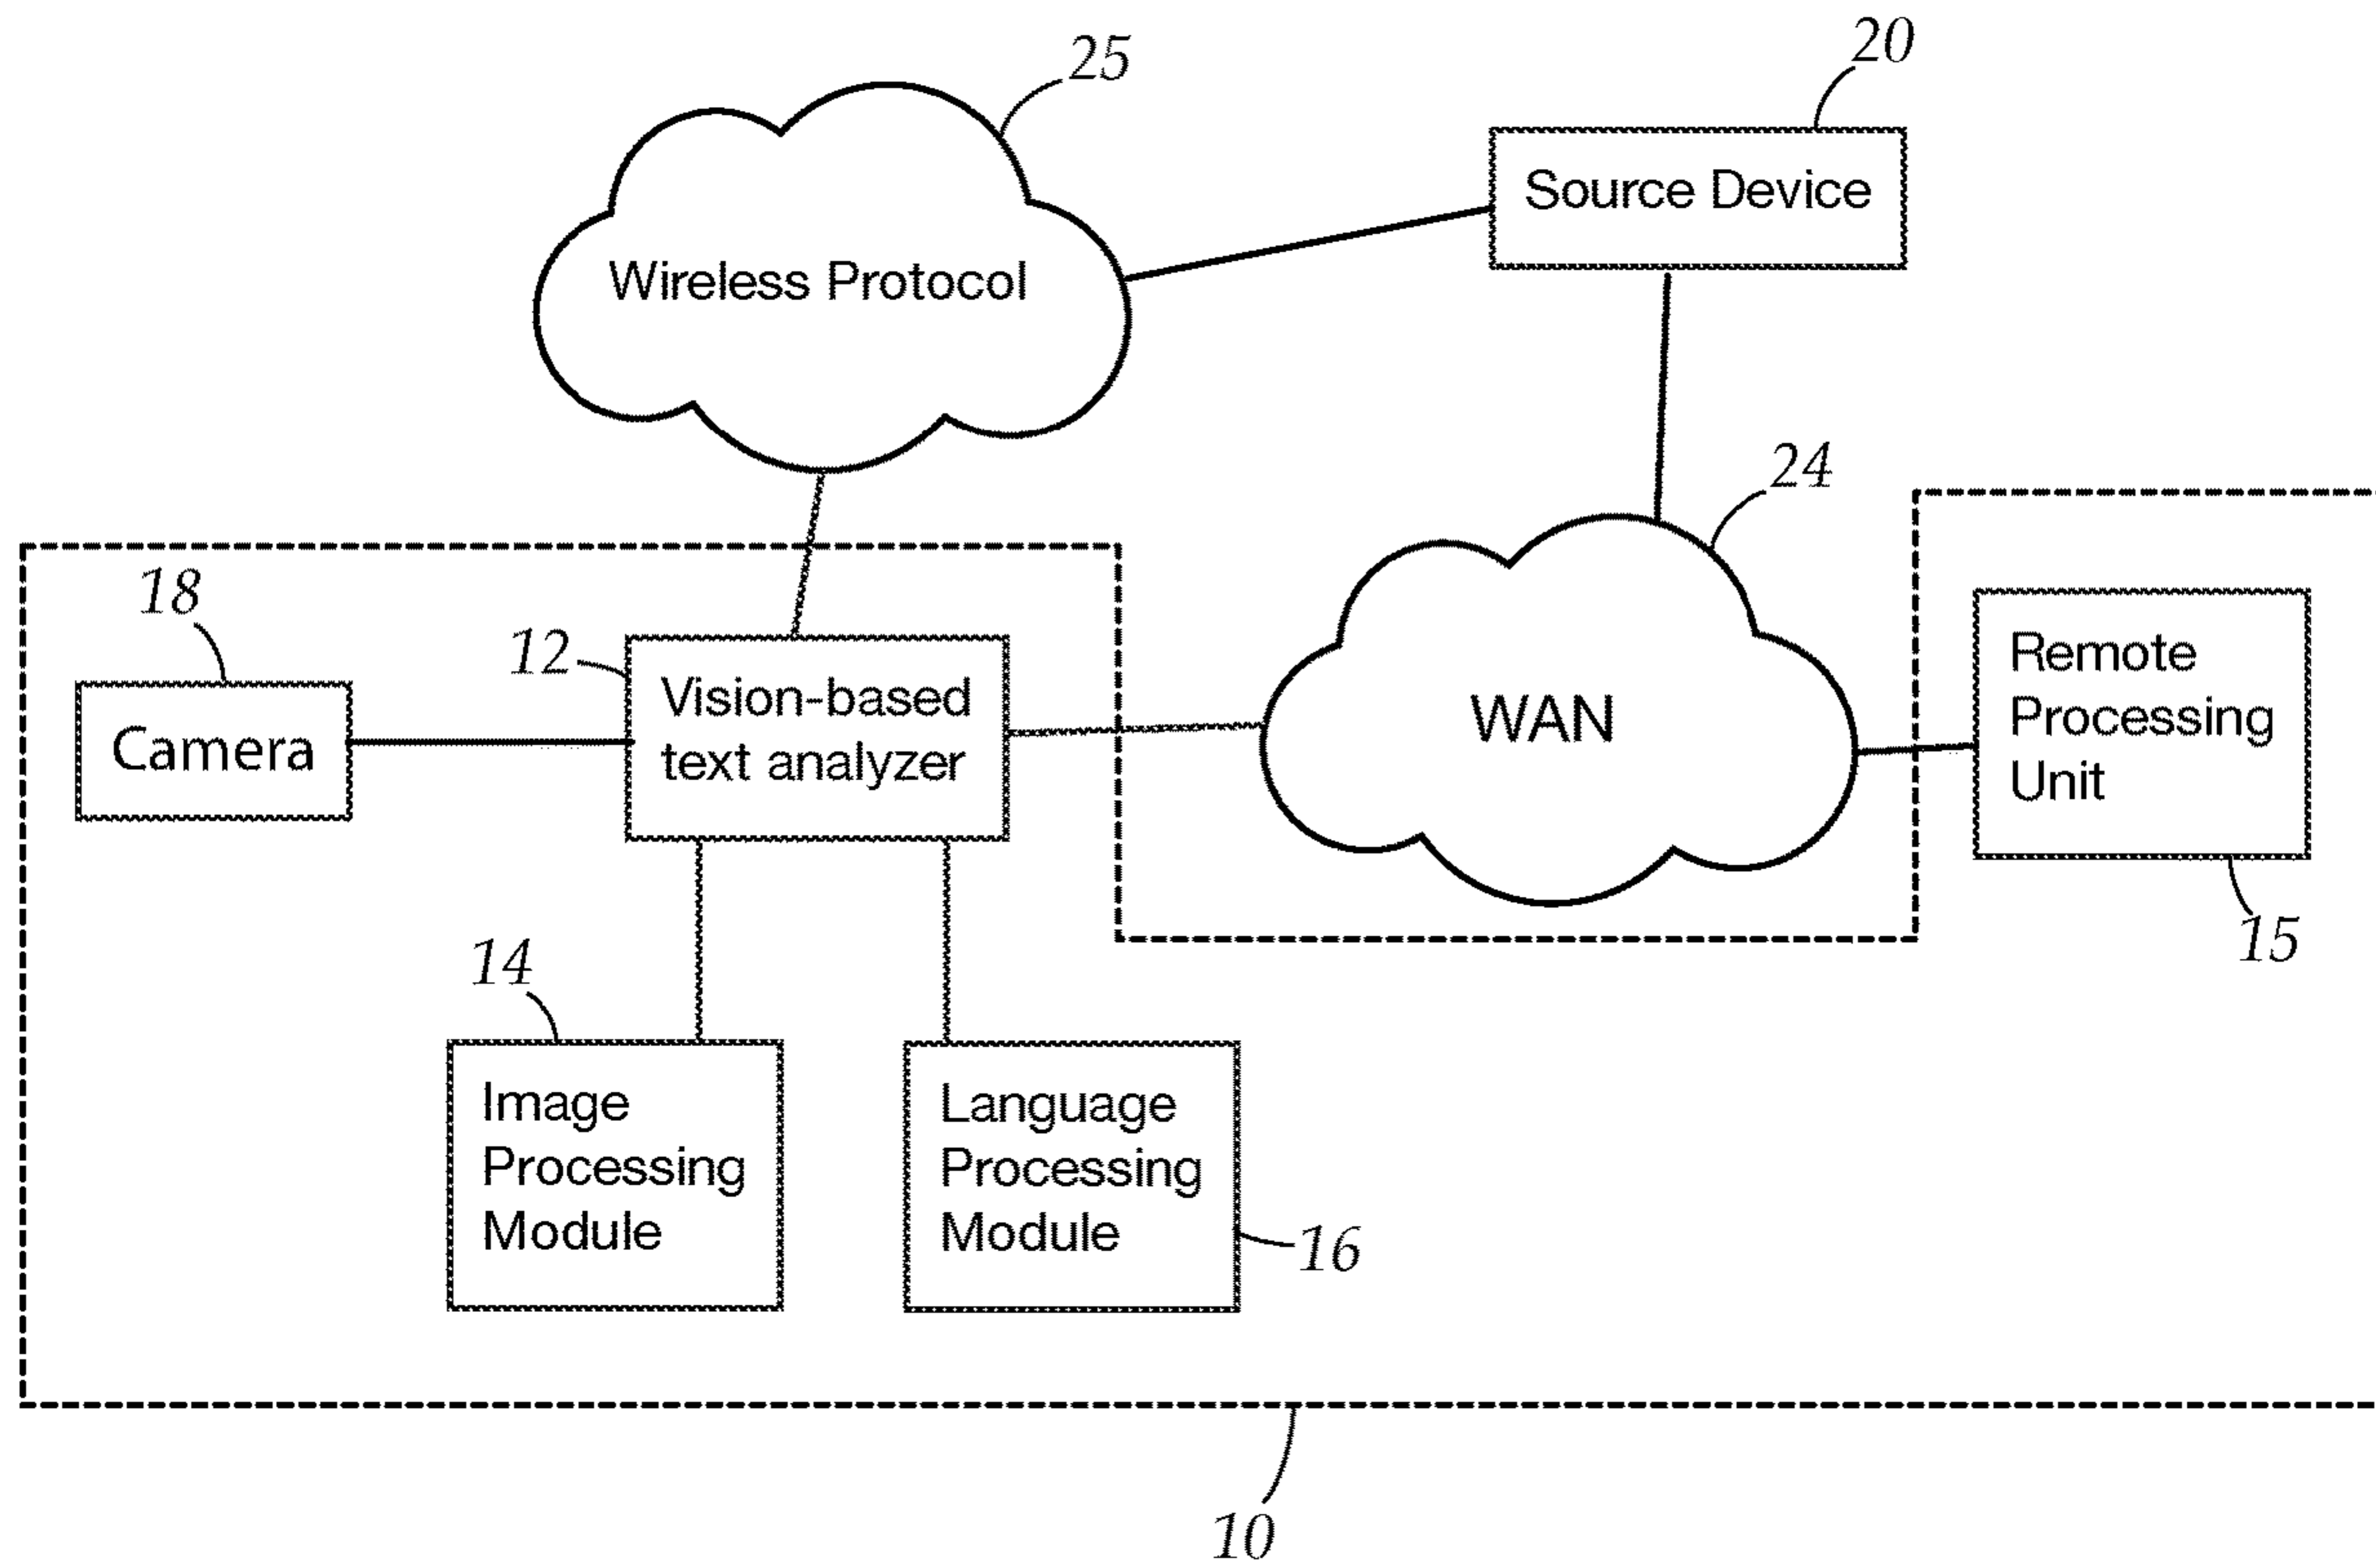 25
20
Source Device
Wireless Protocol
24
18
12
Camera
Vision-based
text analyzer
WAN
Remote
Processing
Unit
15
14
Image
Processing
Module
Language
Processing
Module
16
10